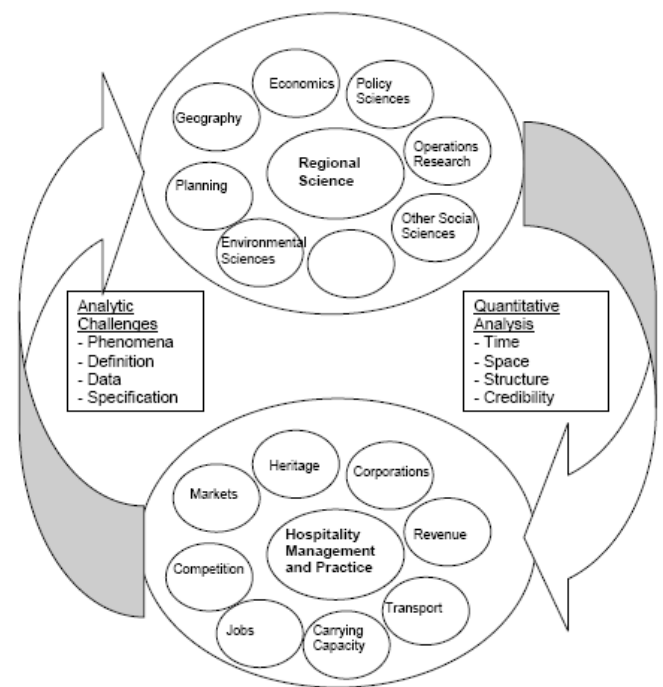 Economics
Policy
Sciences
Geography
Operations
Research
Regional
Science
Planning
Other Social
Sciences
Environmental
Sciences
Analytic
Challenges
- Phenomena
- Definition
- Data
- Specification
Quantitative
Analysis
- Time
- Space
- Structure
- Credibility
Heritage
Corporations
Markets
Revenue
Hospitality
Management
and Practice
Competition
Transport
Jobs
Carrying
Capacity